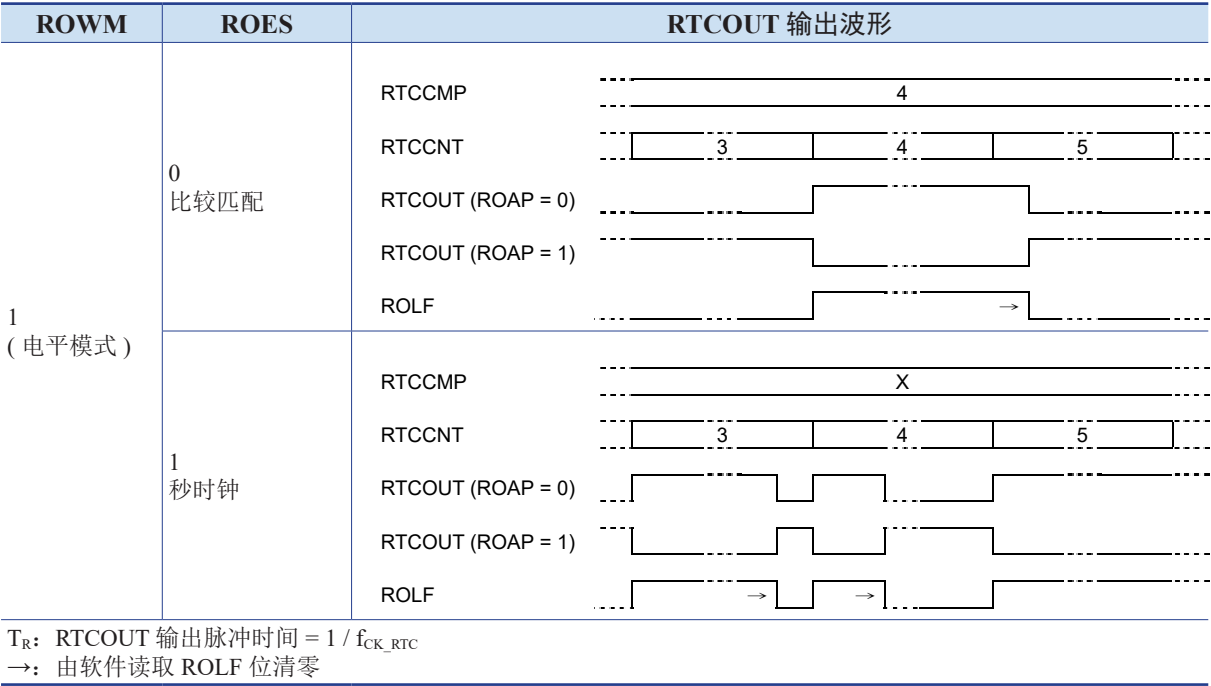 ROWM ROES RTCOUT 输出波形
1
( 电平模式 )
0
比较匹配
RTCCMP 4
RTCCNT 3 4 5
RTCOUT (ROAP = 0)
RTCOUT (ROAP = 1)
ROLF →
1
秒时钟
RTCCMP X
RTCCNT 3 4 5
RTCOUT (ROAP = 0)
RTCOUT (ROAP = 1)
ROLF → →
TR：RTCOUT 输出脉冲时间 = 1 / fCK_RTC
→：由软件读取 ROLF 位清零